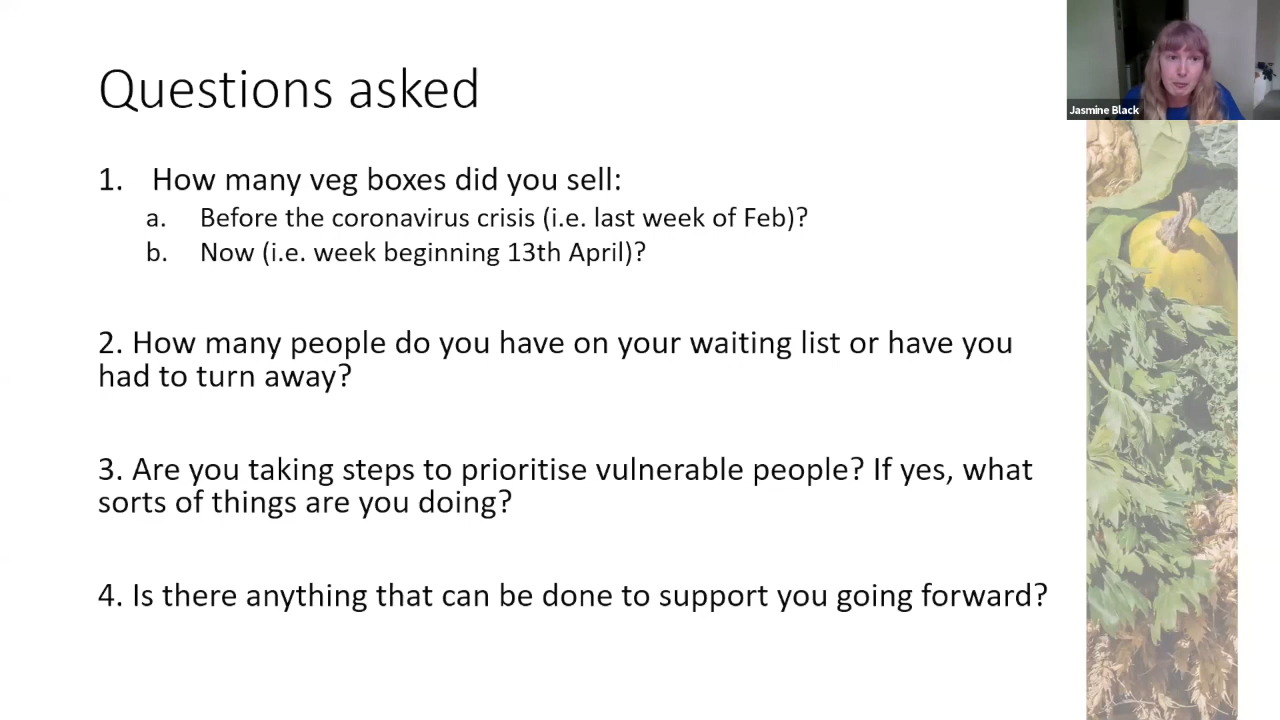 Questions asked
Jasmine Black
1. How many veg boxes did you sell:
a. Before the coronavirus crisis (i.e. last week of Feb)?
b. Now (i.e. week beginning 13th April)?
2. How many people do you have on your waiting list or have you
had to turn away?
3. Are you taking steps to prioritise vulnerable people? If yes, what
sorts of things are you doing?
4. Is there anything that can be done to support you going forward?